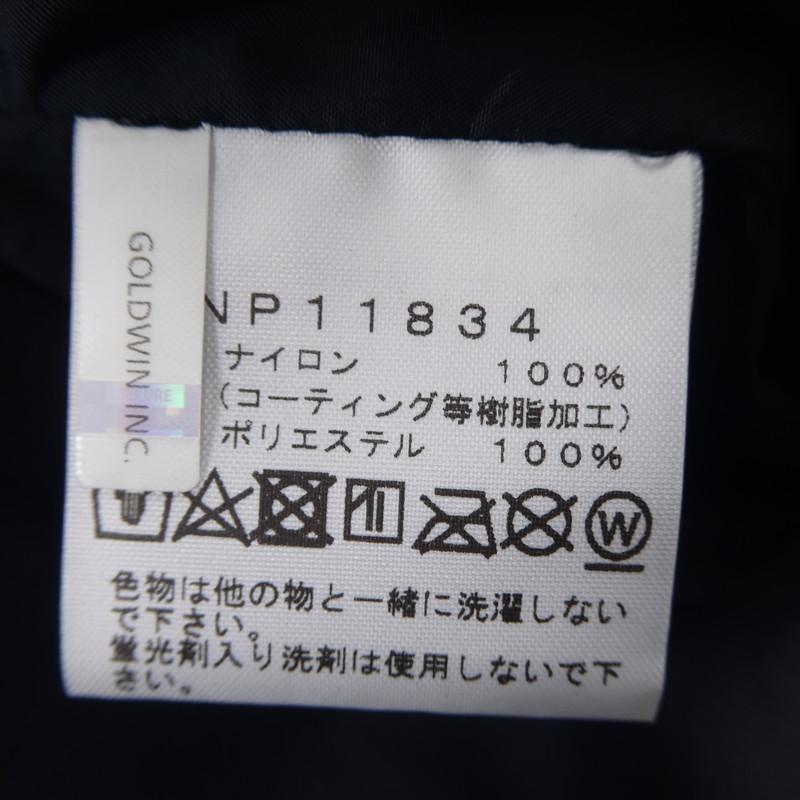 GOLDWIN INC.
NP11834
ナイロン 100%
(コーティング等樹脂加工)
ポリエステル 100%
W
色物は他の物と一緒に洗濯しない
で下さい。
蛍光剤入り洗剤は使用しないで下
さい。